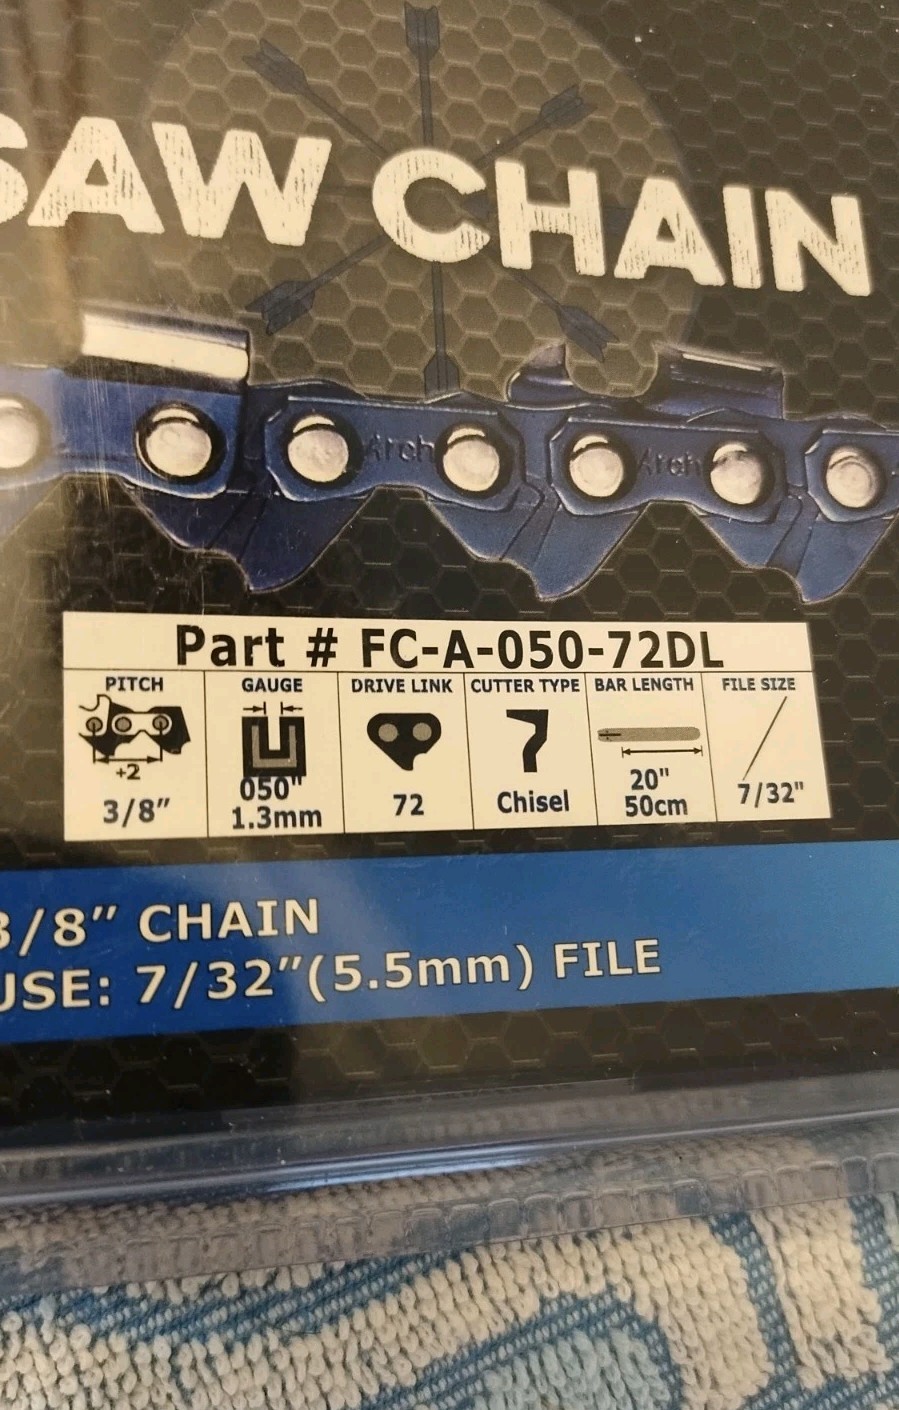 SAW CHAIN
Arch Arch
Part # FC-A-050-72DL
PITCH GAUGE DRIVE LINK CUTTER TYPE BAR LENGTH FILE SIZE
÷2
3/8" 050" 1.3mm 72 Chisel 20" 50cm 7/32"
3/8" CHAIN
USE: 7/32"(5.5mm) FILE